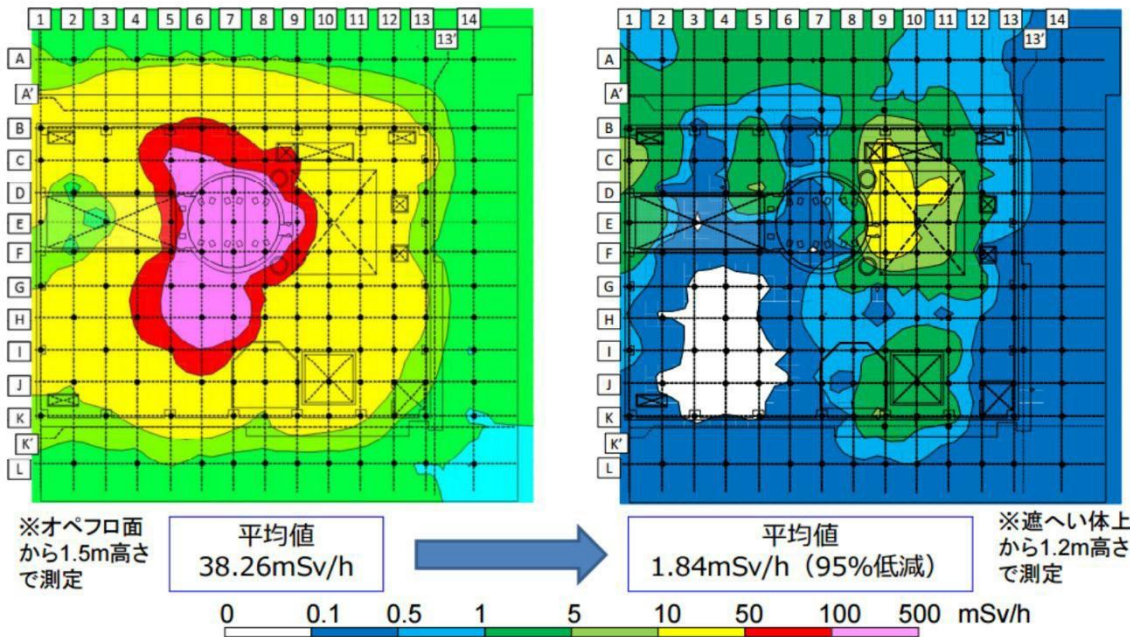 1 2 3 4 5 6 7 8 9 10 11 12 13 14
13'
A
A'
B
C
D
E
F
G
H
I
J
K
K'
L
1 2 3 4 5 6 7 8 9 10 11 12 13 14
13'
A
A'
B
C
D
E
F
G
H
I
J
K
K'
L
※オペフロ面
から1.5m高さ
で測定
平均値
38.26mSv/h
平均値
1.84mSv/h（95%低減）
※遮へい体上
から1.2m高さ
で測定
0 0.1 0.5 1 5 10 50 100 500 mSv/h